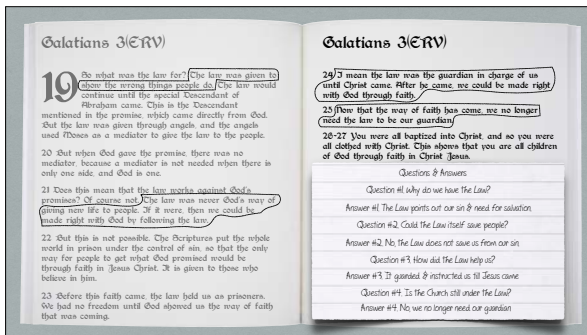 Galatians 3(ERV)
19 So what was the law for? The law was given to
show the wrong things people do. The law would
continue until the special Descendant of
Abraham came. This is the Descendant
mentioned in the promise, which came directly from God.
But the law was given through angels, and the angels
used Moses as a mediator to give the law to the people.
20 But when God gave the promise, there was no
mediator, because a mediator is not needed when there is
only one side, and God is one.
21 Does this mean that the law works against God's
promises? Of course not. The law was never God's way of
giving new life to people. If it were, then we could be
made right with God by following the law.
22 But this is not possible. The Scriptures put the whole
world in prison under the control of sin, so that the only
way for people to get what God promised would be
through faith in Jesus Christ. It is given to those who
believe in him.
23 Before this faith came, the law held us as prisoners.
We had no freedom until God showed us the way of faith
that was coming.
Galatians 3(ERV)
24 I mean the law was the guardian in charge of us
until Christ came. After he came, we could be made right
with God through faith.
25 Now that the way of faith has come, we no longer
need the law to be our guardian.
26-27 You were all baptized into Christ, and so you were
all clothed with Christ. This shows that you are all children
of God through faith in Christ Jesus.
Questions & Answers
Question #1. why do we have the Law?
Answer #1. The Law points out our sin & need for salvation
Question #2. Could the Law itself save people?
Answer #2. No, the Law does not save us from our sin
Question #3. How did the Law help us?
Answer #3. It guarded & instructed us till Jesus came
Question #4. Is the Church still under the Law?
Answer #4. No, we no longer need our guardian